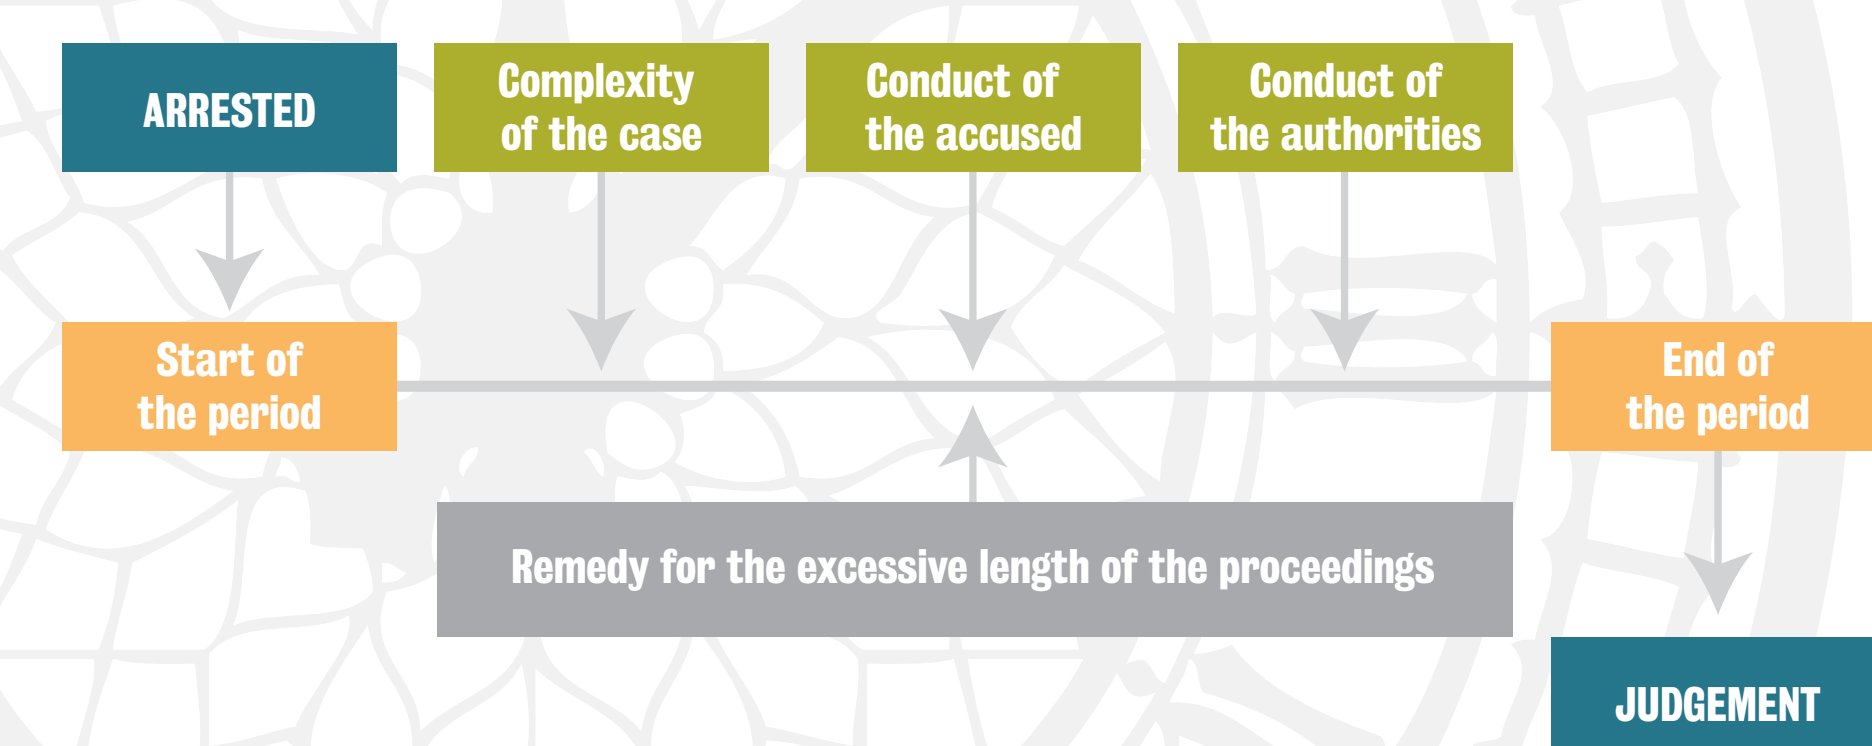 ARRESTED
Complexity
of the case
Conduct of
the accused
Conduct of
the authorities
Start of
the period
End of
the period
Remedy for the excessive length of the proceedings
JUDGEMENT